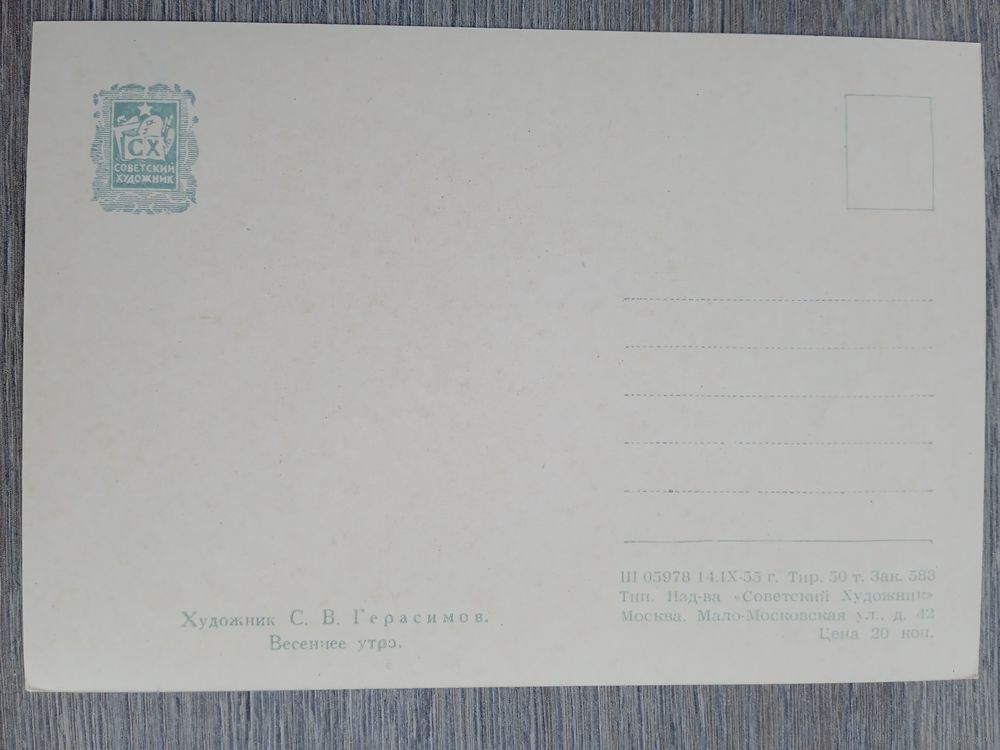 СХ
СОВЕТСКИЙ
ХУДОЖНИК
Художник С. В. Герасимов.
Весеннее утро.
Ш 05978 14.IX-55 г. Тир. 50 т. Зак. 588
Тип. Изд-ва «Советский Художник»
Москва. Мало-Московская ул., д. 42
Цена 20 коп.